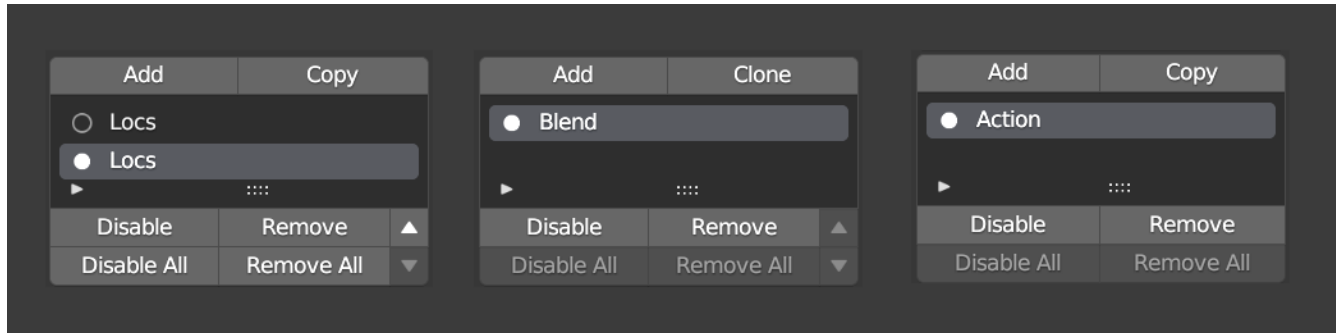 Add Copy
Locs
Locs
Disable Remove
Disable All Remove All
Add Clone
Blend
Disable Remove
Disable All Remove All
Add Copy
Action
Disable Remove
Disable All Remove All